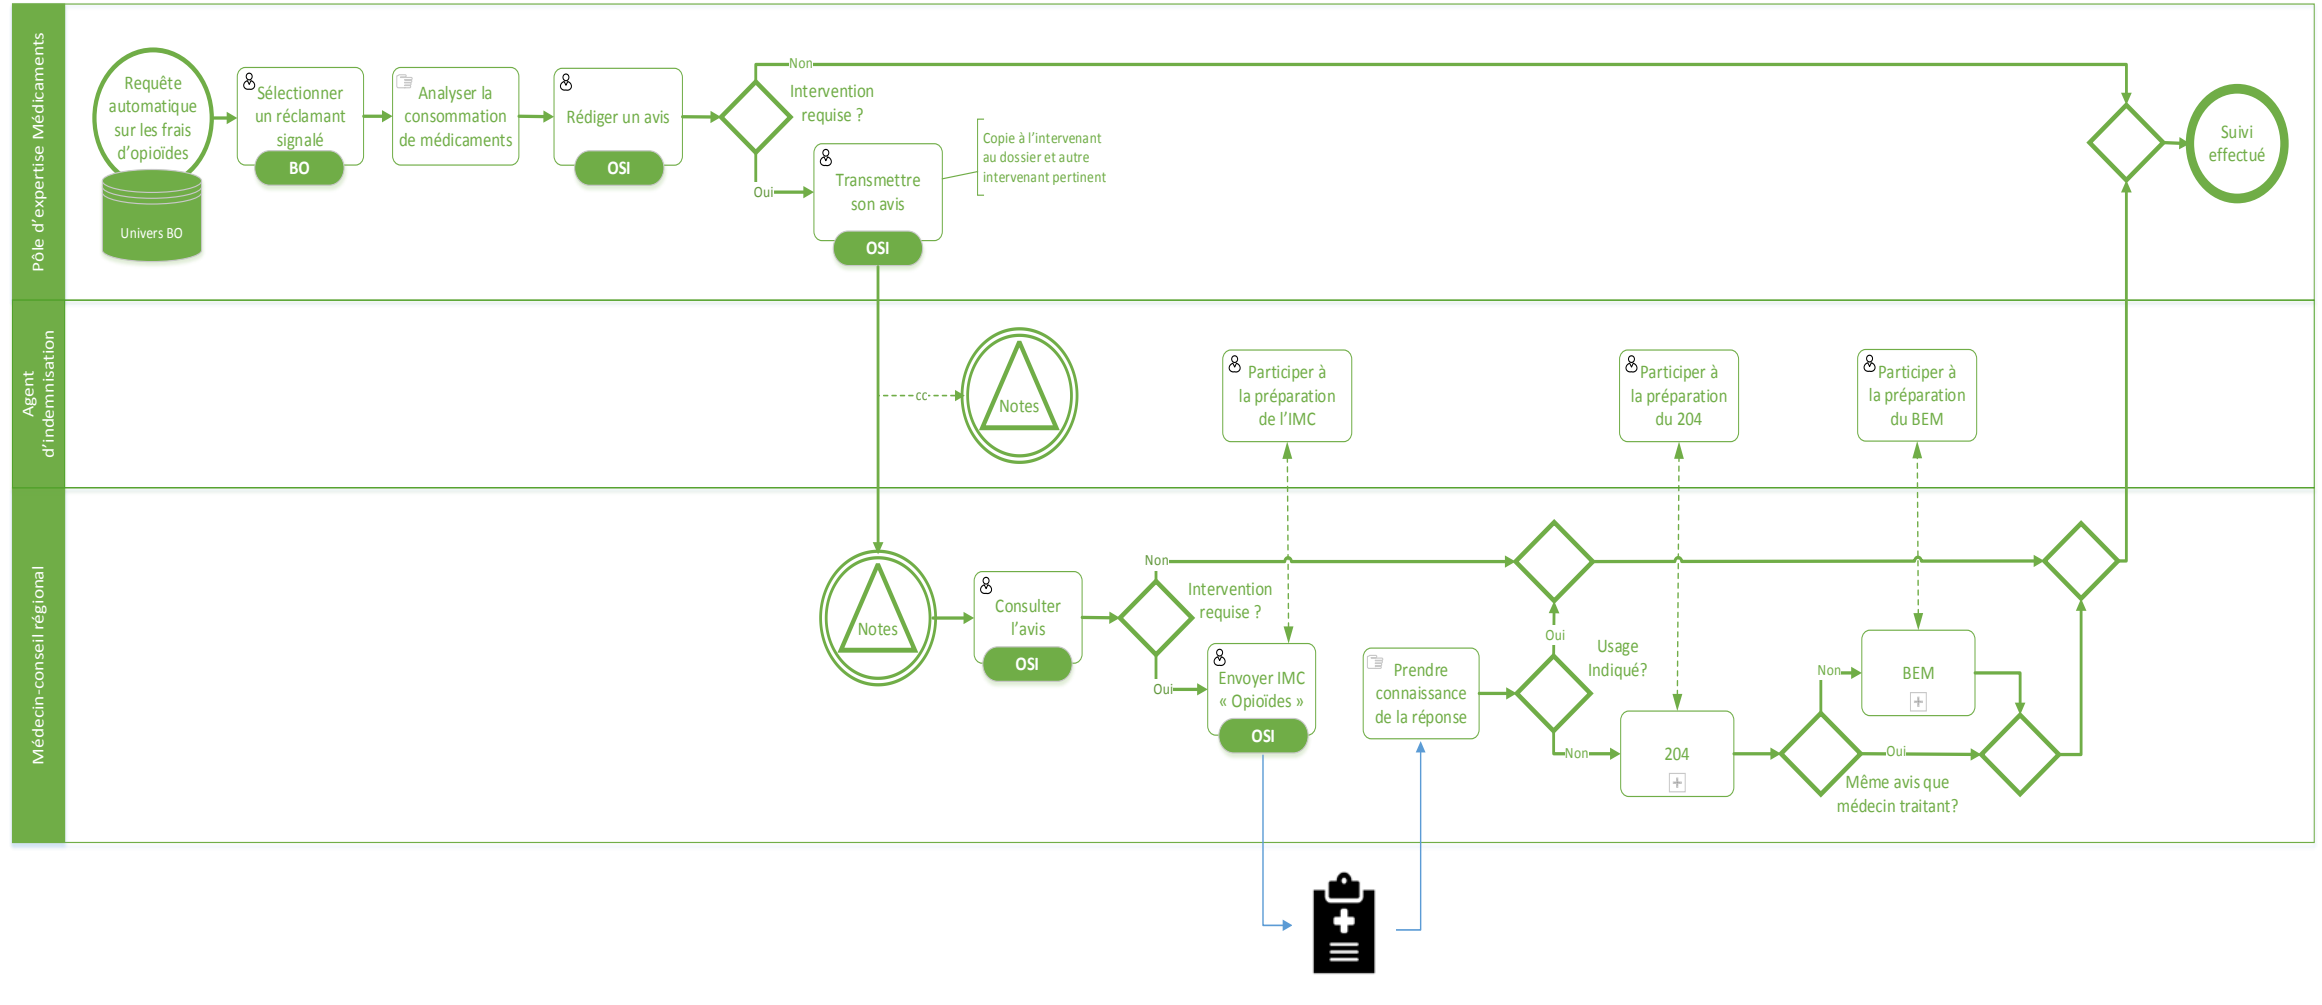 Pôle d'expertise Médicaments
Requête
automatique
sur les frais
d'opioïdes
Univers BO
Sélectionner
un réclamant
signalé
BO
Analyser la
consommation
de médicaments
Rédiger un avis
OSI
Non
Intervention
requise ?
Oui
Transmettre
son avis
OSI
Copie à l'intervenant
au dossier et autre
intervenant pertinent
Suivi
effectué
Agent
d'indemnisation
cc
Notes
Participer à
la préparation
de l'IMC
Participer à
la préparation
du 204
Participer à
la préparation
du BEM
Médecin-conseil régional
Notes
Consulter
l'avis
OSI
Non
Intervention
requise ?
Oui
Envoyer IMC
« Opioïdes »
OSI
Prendre
connaissance
de la réponse
Oui
Usage
Indiqué?
Non
204
Non
BEM
Oui
Même avis que
médecin traitant?